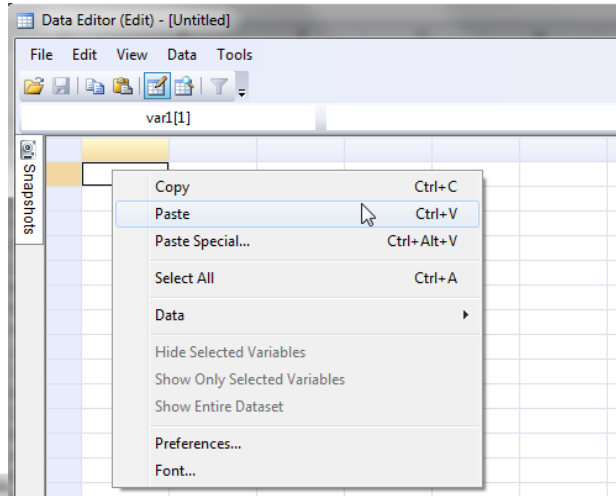 Data Editor (Edit) - [Untitled]
File Edit View Data Tools
var1[1]
Snapshots
Copy Ctrl+C
Paste Ctrl+V
Paste Special... Ctrl+Alt+V
Select All Ctrl+A
Data
Hide Selected Variables
Show Only Selected Variables
Show Entire Dataset
Preferences...
Font...